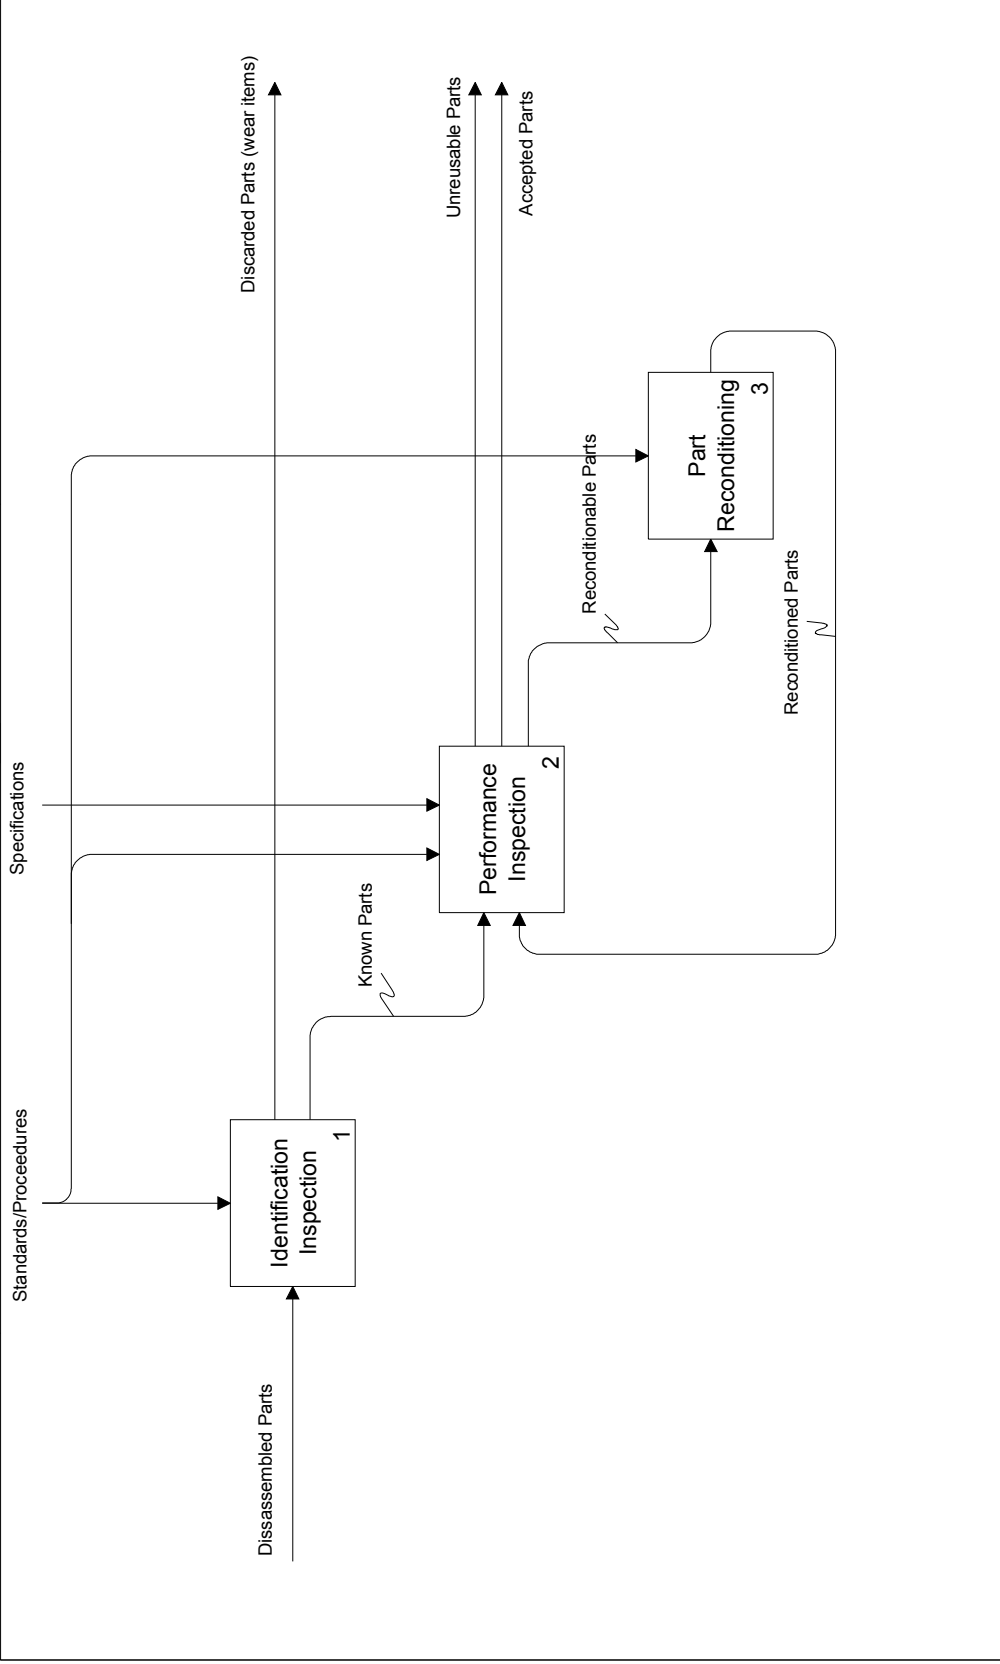 Standards/Proceedures
Specifications
Discarded Parts (wear items)
Dissassembled Parts
Identification
Inspection
1
Known Parts
Performance
Inspection
2
Unreusable Parts
Accepted Parts
Reconditionable Parts
Part
Reconditioning
3
Reconditioned Parts